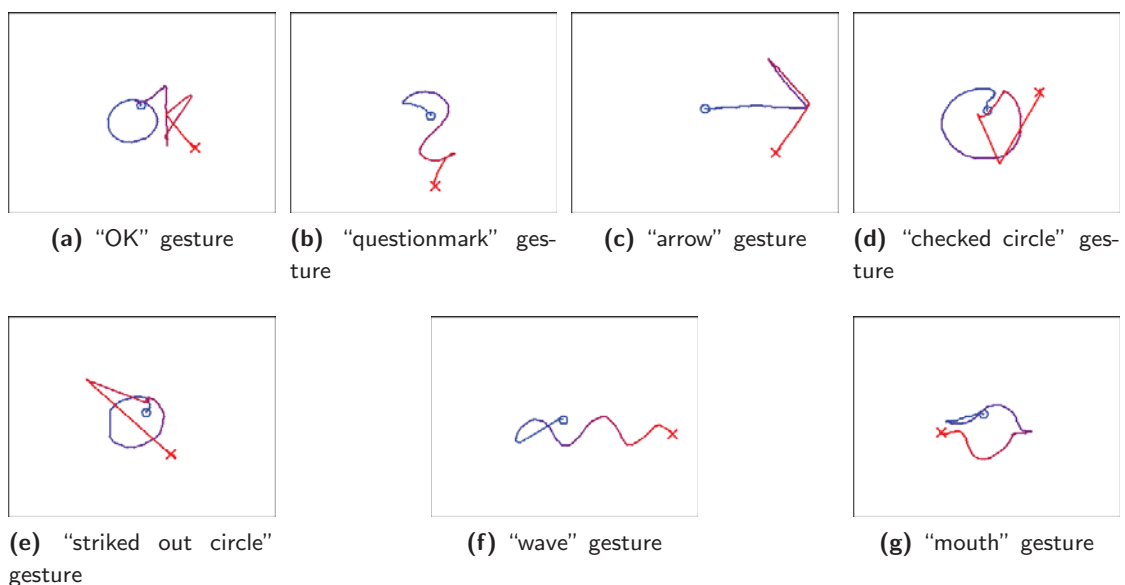 (a) “OK” gesture
(b) “questionmark” ges-
ture
(c) “arrow” gesture
(d) “checked circle” ges-
ture
(e) “striked out circle”
gesture
(f) “wave” gesture
(g) “mouth” gesture